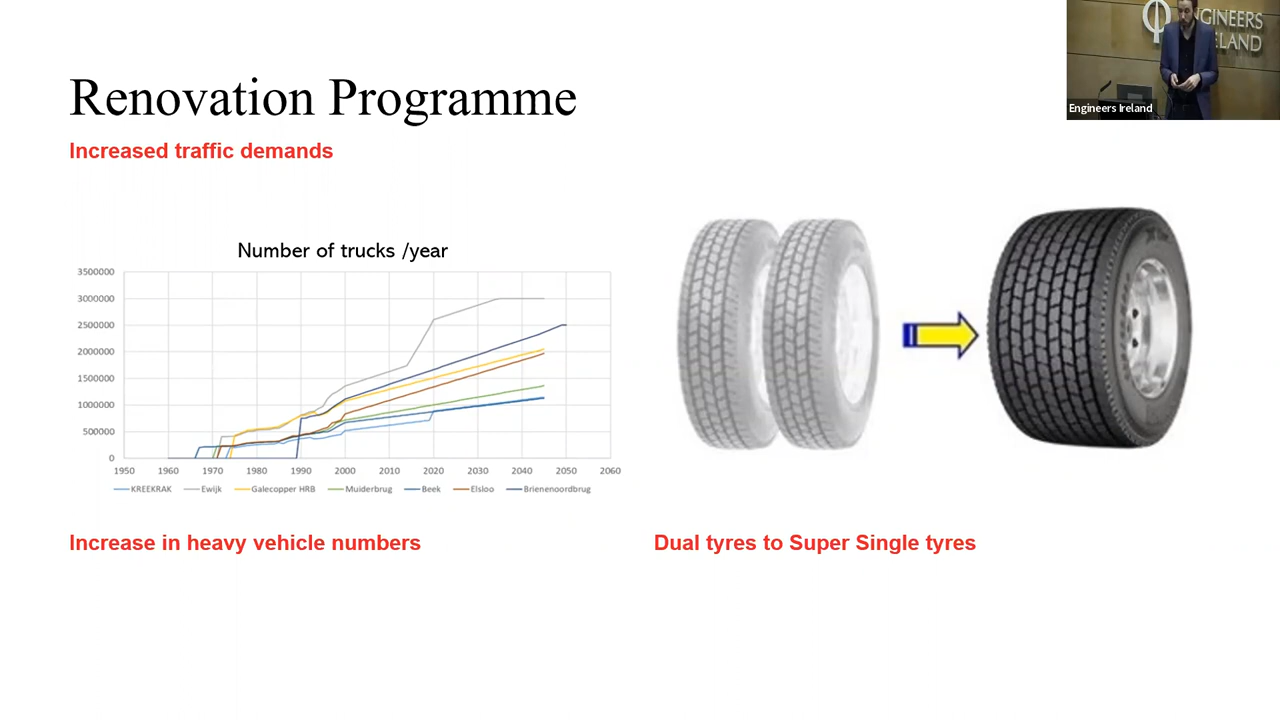 Renovation Programme
Increased traffic demands
ENGINEERS
IRELAND
Engineers Ireland
Number of trucks /year
3500000
3000000
2500000
2000000
1500000
1000000
500000
0
1950 1960 1970 1980 1990 2000 2010 2020 2030 2040 2050 2060
KREEKRAK Ewijk Galecopper HRB Muiderbrug Beek Elsloo Brienenoordbrug
Increase in heavy vehicle numbers
Dual tyres to Super Single tyres